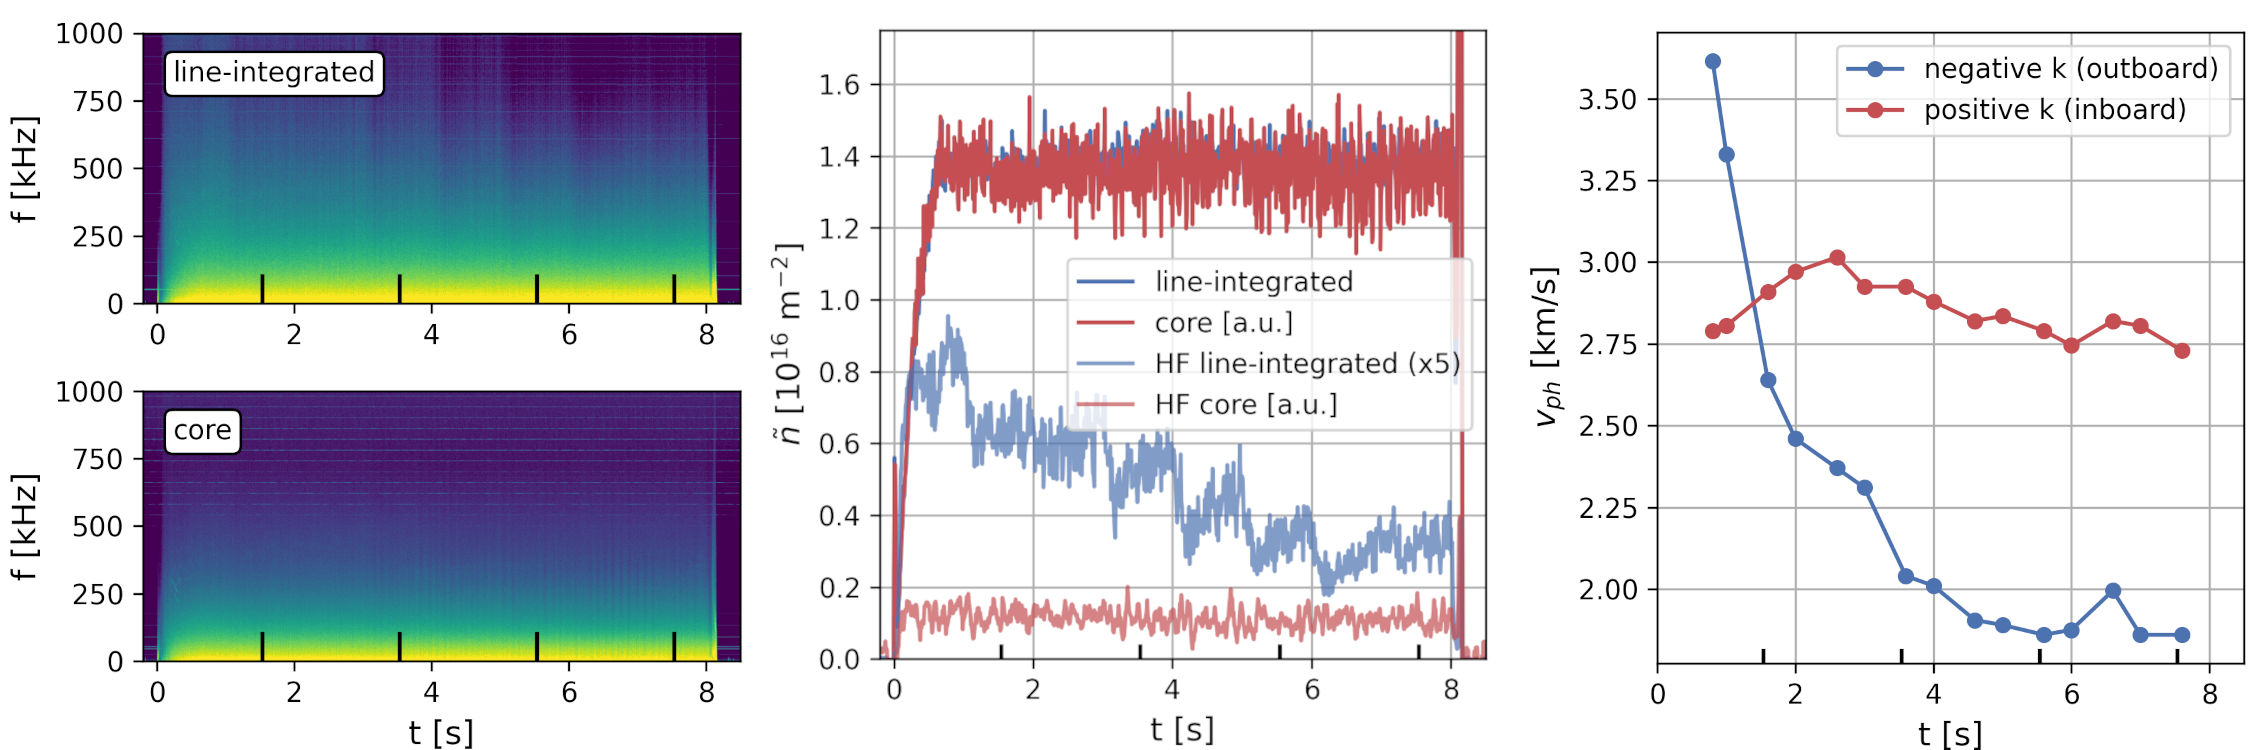 1000
750
500
250
0
f [kHz]
line-integrated
0 2 4 6 8
1000
750
500
250
0
f [kHz]
core
0 2 4 6 8
t [s]
1.6
1.4
1.2
1.0
0.8
0.6
0.4
0.2
0.0
ñ [10¹⁶ m⁻²]
line-integrated
core [a.u.]
HF line-integrated (x5)
HF core [a.u.]
0 2 4 6 8
t [s]
3.50
3.25
3.00
2.75
2.50
2.25
2.00
v_ph [km/s]
negative k (outboard)
positive k (inboard)
0 2 4 6 8
t [s]